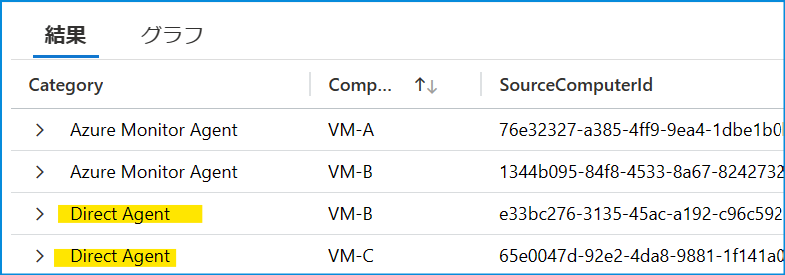 結果 グラフ
Category Comp... ↑↓ SourceComputerId
> Azure Monitor Agent VM-A 76e32327-a385-4ff9-9ea4-1dbe1b0
> Azure Monitor Agent VM-B 1344b095-84f8-4533-8a67-8242732
> Direct Agent VM-B e33bc276-3135-45ac-a192-c96c592
> Direct Agent VM-C 65e0047d-92e2-4da8-9881-1f141a0